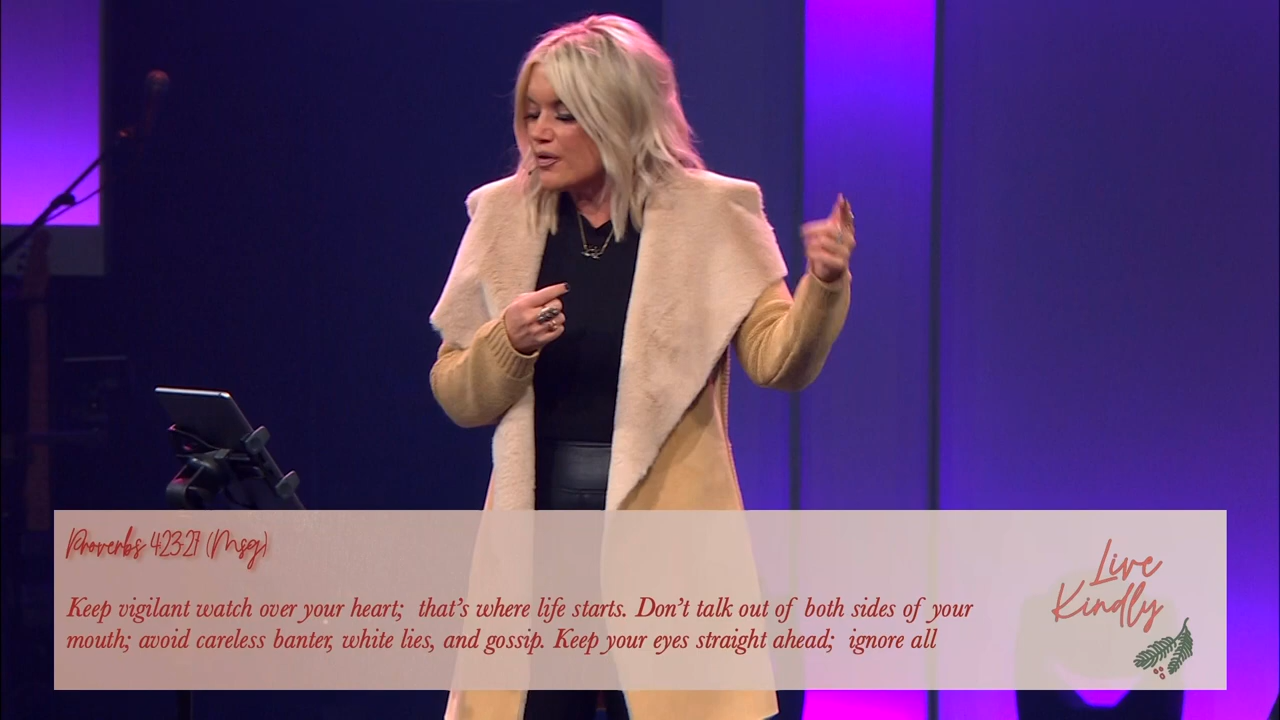 Proverbs 4:23-27 (Msg)
Keep vigilant watch over your heart;  that's where life starts. Don't talk out of both sides of your
mouth; avoid careless banter, white lies, and gossip. Keep your eyes straight ahead;  ignore all
Live
Kindly